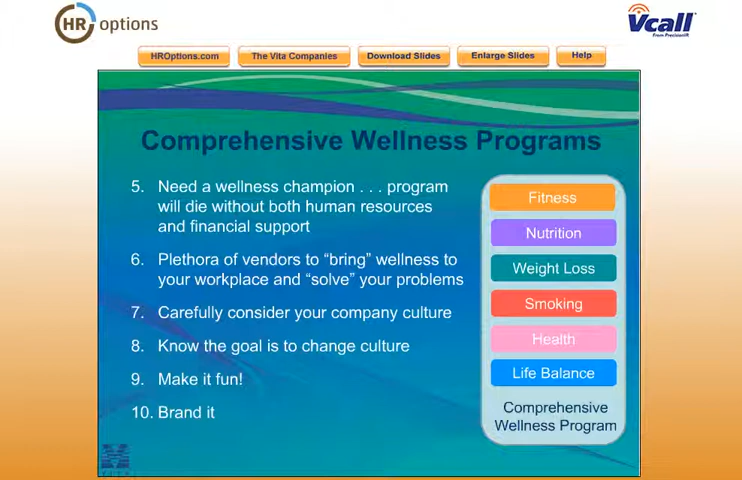 HR options
Vcall
From Precision IR
HROptions.com
The Vita Companies
Download Slides
Enlarge Slides
Help
Comprehensive Wellness Programs
5. Need a wellness champion . . . program
will die without both human resources
and financial support
6. Plethora of vendors to “bring” wellness to
your workplace and “solve” your problems
7. Carefully consider your company culture
8. Know the goal is to change culture
9. Make it fun!
10. Brand it
Fitness
Nutrition
Weight Loss
Smoking
Health
Life Balance
Comprehensive
Wellness Program